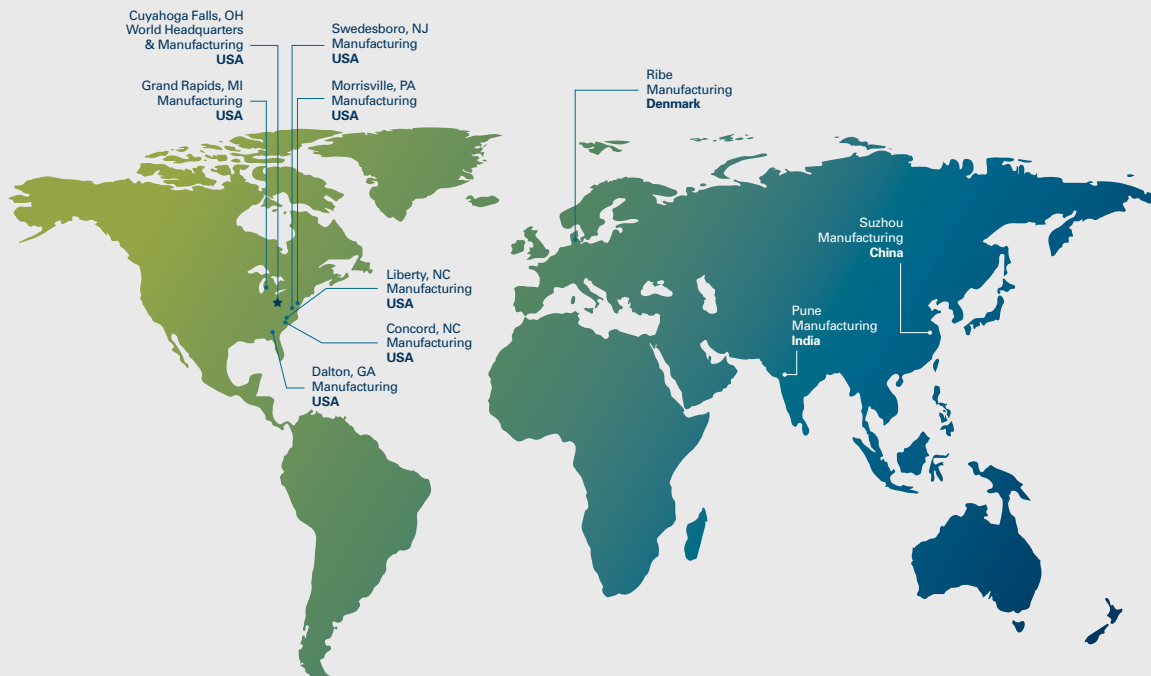 Cuyahoga Falls, OH
World Headquarters
& Manufacturing
USA
Swedesboro, NJ
Manufacturing
USA
Grand Rapids, MI
Manufacturing
USA
Morrisville, PA
Manufacturing
USA
Ribe
Manufacturing
Denmark
Suzhou
Manufacturing
China
Liberty, NC
Manufacturing
USA
Pune
Manufacturing
India
Concord, NC
Manufacturing
USA
Dalton, GA
Manufacturing
USA